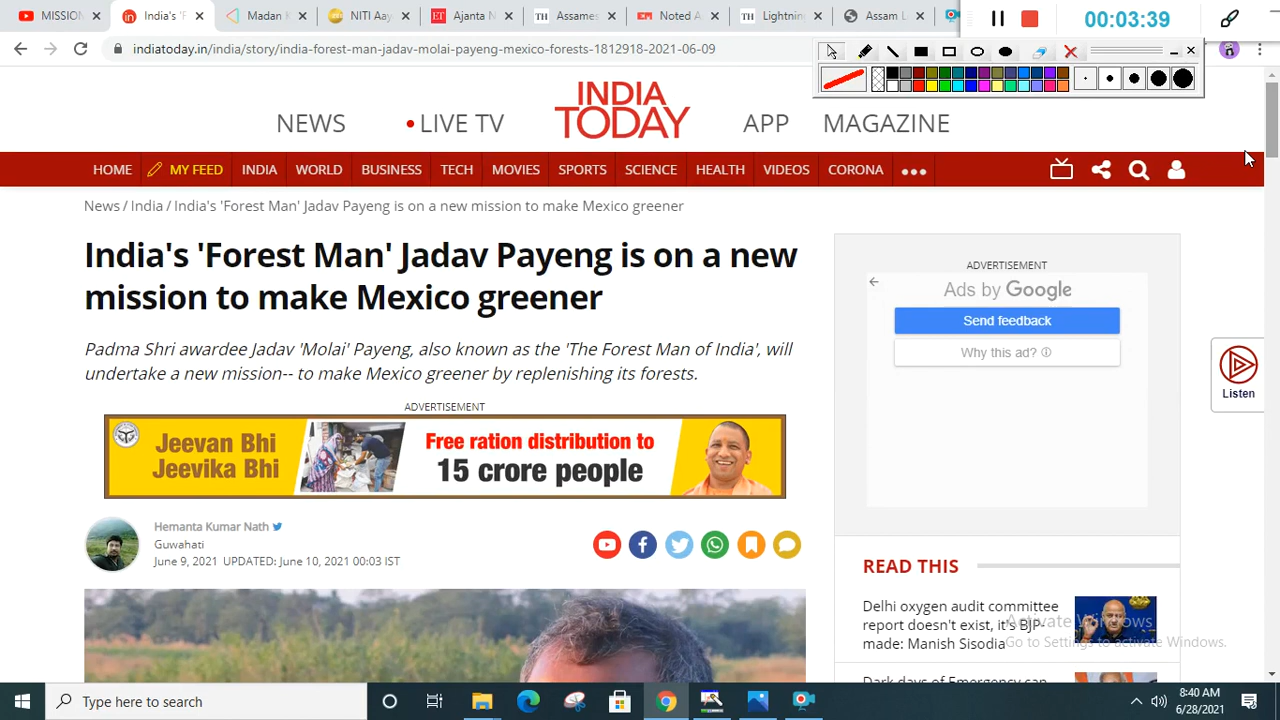 MISSION
India's 'F
Madan K
NITI Aay
Ajanta N
Assames
Noted A
Lightning
Assam L
00:03:39
indiatoday.in/india/story/india-forest-man-jadav-molai-payeng-mexico-forests-1812918-2021-06-09
NEWS
LIVE TV
INDIA
TODAY
APP
MAGAZINE
HOME
MY FEED
INDIA
WORLD
BUSINESS
TECH
MOVIES
SPORTS
SCIENCE
HEALTH
VIDEOS
CORONA
News / India / India's 'Forest Man' Jadav Payeng is on a new mission to make Mexico greener
India's 'Forest Man' Jadav Payeng is on a new
mission to make Mexico greener
Padma Shri awardee Jadav 'Molai' Payeng, also known as the 'The Forest Man of India', will
undertake a new mission-- to make Mexico greener by replenishing its forests.
ADVERTISEMENT
Jeevan Bhi
Jeevika Bhi
Free ration distribution to
15 crore people
Hemanta Kumar Nath
Guwahati
June 9, 2021 UPDATED: June 10, 2021 00:03 IST
ADVERTISEMENT
Ads by Google
Send feedback
Why this ad?
Listen
READ THIS
Delhi oxygen audit committee
report doesn't exist, it's BJP-
made: Manish Sisodia
Dark days of Emergency can
Activate Windows
Go to Settings to activate Windows.
Type here to search
8:40 AM
6/28/2021